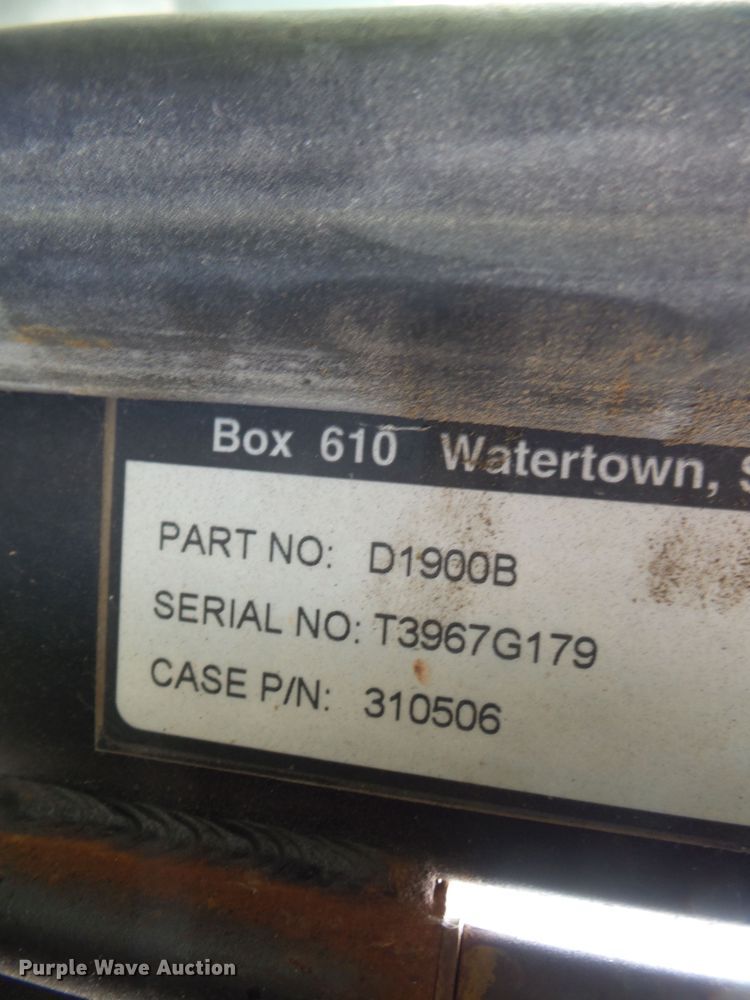 Box 610 Watertown, S
PART NO: D1900B
SERIAL NO: T3967G179
CASE P/N: 310506
Purple Wave Auction